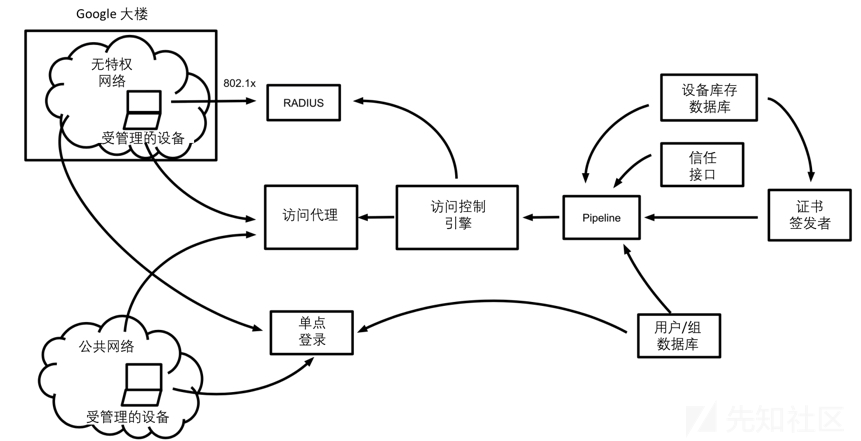 Google 大楼
无特权
网络
802.1x
受管理的设备
RADIUS
设备库存
数据库
信任
接口
访问代理
访问控制
引擎
Pipeline
证书
签发者
单点
登录
用户/组
数据库
公共网络
受管理的设备
先知社区